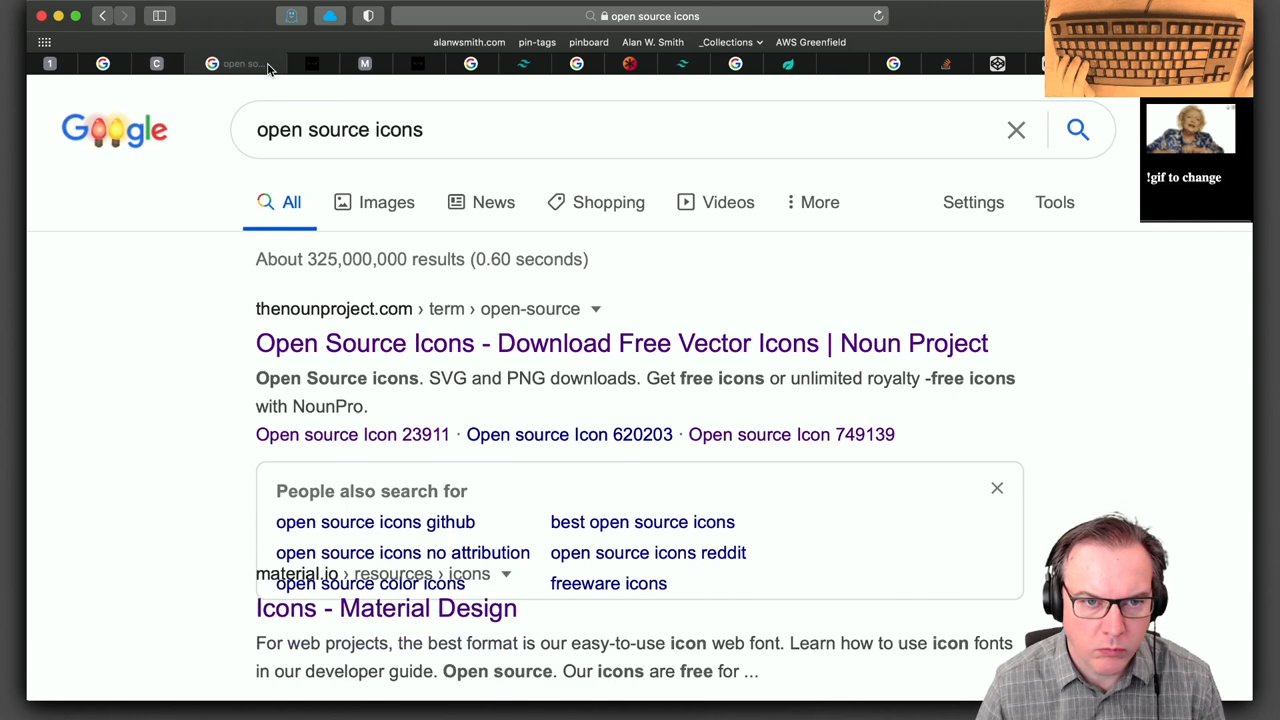 open source icons
alanwsmith.com pin-tags pinboard Alan W. Smith _Collections AWS Greenfield
1 C open so... M
Google
open source icons
!gif to change
All Images News Shopping Videos More Settings Tools
About 325,000,000 results (0.60 seconds)
thenounproject.com › term › open-source
Open Source Icons - Download Free Vector Icons | Noun Project
Open Source icons. SVG and PNG downloads. Get free icons or unlimited royalty -free icons
with NounPro.
Open source Icon 23911 · Open source Icon 620203 · Open source Icon 749139
People also search for
open source icons github best open source icons
open source icons no attribution open source icons reddit
material.io › resources › icons
open source color icons freeware icons
Icons - Material Design
For web projects, the best format is our easy-to-use icon web font. Learn how to use icon fonts
in our developer guide. Open source. Our icons are free for ...